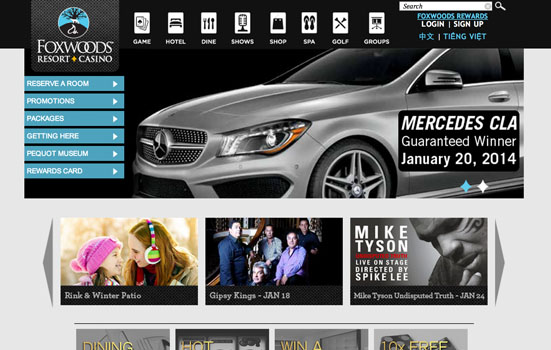 Search
FOXWOODS REWARDS
LOGIN | SIGN UP
中文 | TIẾNG VIỆT
FOXWOODS
RESORT CASINO
GAME
HOTEL
DINE
SHOWS
SHOP
SPA
GOLF
GROUPS
RESERVE A ROOM
PROMOTIONS
PACKAGES
GETTING HERE
PEQUOT MUSEUM
REWARDS CARD
MERCEDES CLA
Guaranteed Winner
January 20, 2014
Rink & Winter Patio
Gipsy Kings - JAN 18
MIKE
TYSON
UNDISPUTED TRUTH
LIVE ON STAGE
DIRECTED BY
SPIKE LEE
Mike Tyson Undisputed Truth - JAN 24
DINING
HOT
WIN A
10x FREE